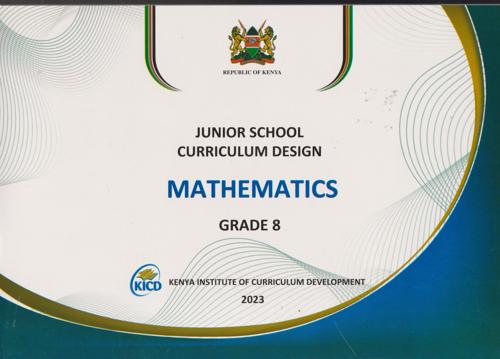 REPUBLIC OF KENYA
JUNIOR SCHOOL
CURRICULUM DESIGN
MATHEMATICS
GRADE 8
KICD
KENYA INSTITUTE OF CURRICULUM DEVELOPMENT
2023